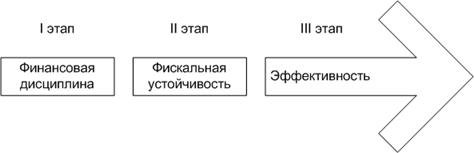 I этап
II этап
III этап
Финансовая
дисциплина
Фискальная
устойчивость
Эффективность